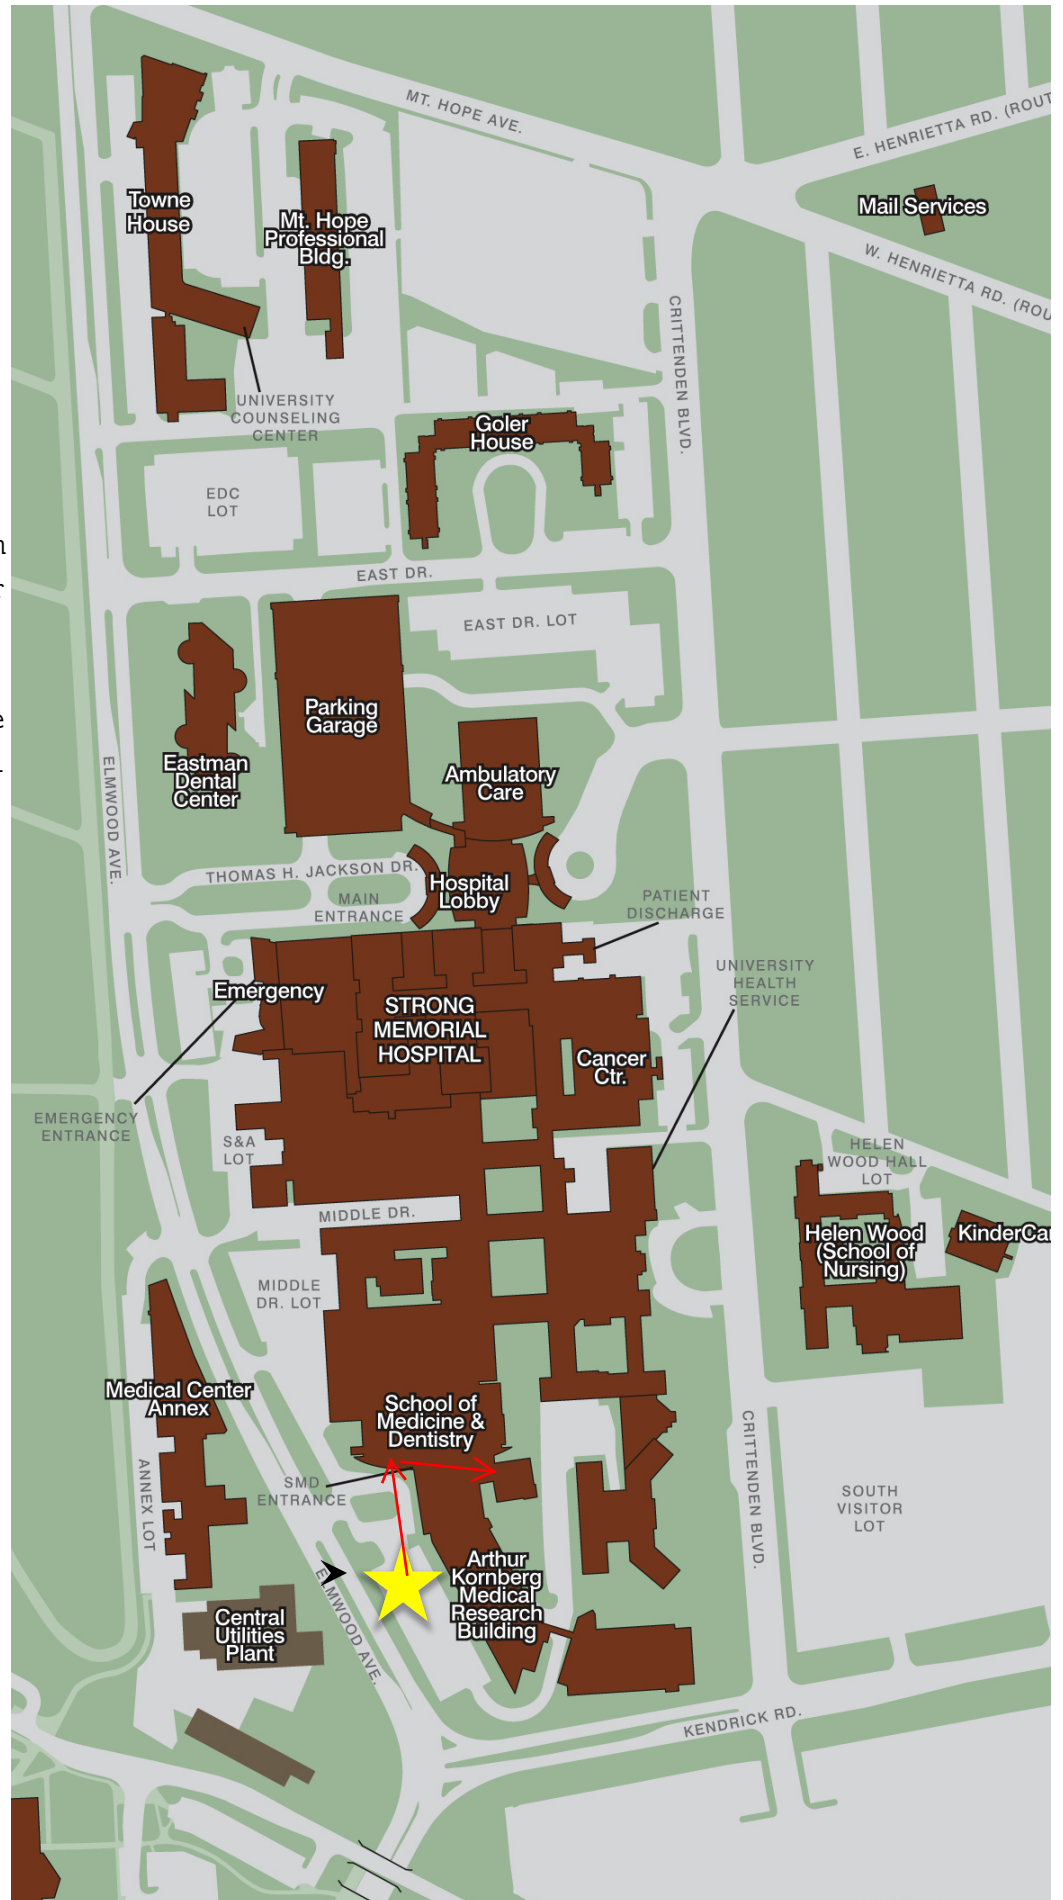 MT. HOPE AVE.
E. HENRIETTA RD. (ROUT
Towne
House
Mt. Hope
Professional
Bldg.
Mail Services
W. HENRIETTA RD. (ROU
CRITTENDEN BLVD.
UNIVERSITY
COUNSELING
CENTER
Goler
House
EDC
LOT
EAST DR.
EAST DR. LOT
Parking
Garage
Eastman
Dental
Center
ELMWOOD AVE.
Ambulatory
Care
THOMAS H. JACKSON DR.
MAIN
ENTRANCE
Hospital
Lobby
PATIENT
DISCHARGE
UNIVERSITY
HEALTH
SERVICE
Emergency
STRONG
MEMORIAL
HOSPITAL
Cancer
Ctr.
EMERGENCY
ENTRANCE
S&A
LOT
HELEN
WOOD HALL
LOT
MIDDLE DR.
Helen Wood
(School of
Nursing)
KinderCar
MIDDLE
DR. LOT
Medical Center
Annex
School of
Medicine &
Dentistry
ANNEX LOT
SMD
ENTRANCE
CRITTENDEN BLVD.
SOUTH
VISITOR
LOT
Arthur
Kornberg
Medical
Research
Building
ELMWOOD AVE.
Central
Utilities
Plant
KENDRICK RD.